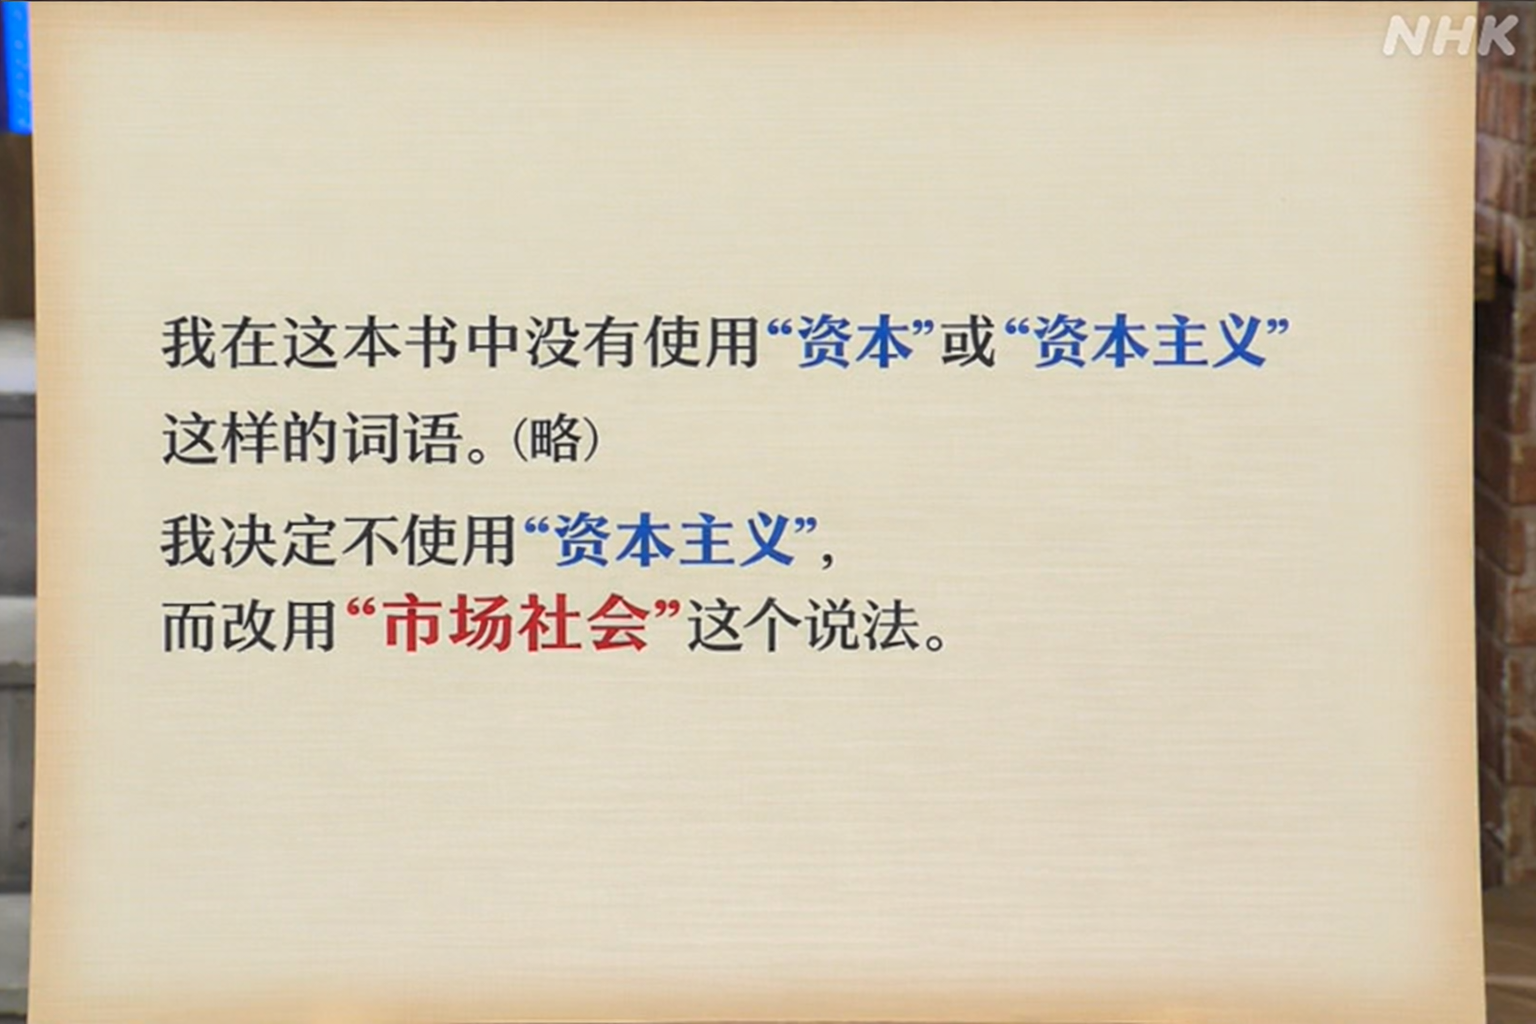 NHK
我在这本书中没有使用“资本”或“资本主义”
这样的词语。(略)
我决定不使用“资本主义”,
而改用“市场社会”这个说法。